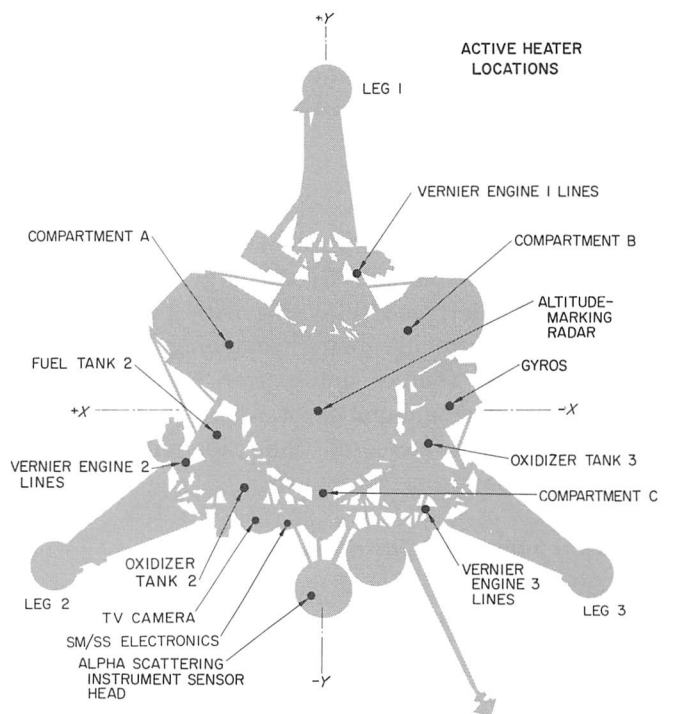 +Y
ACTIVE HEATER
LOCATIONS
LEG 1
VERNIER ENGINE 1 LINES
COMPARTMENT A
COMPARTMENT B
ALTITUDE-
MARKING
RADAR
FUEL TANK 2
GYROS
+X
-X
VERNIER ENGINE 2
LINES
OXIDIZER TANK 3
COMPARTMENT C
OXIDIZER
TANK 2
VERNIER
ENGINE 3
LINES
LEG 2
LEG 3
TV CAMERA
SM/SS ELECTRONICS
ALPHA SCATTERING
INSTRUMENT SENSOR
HEAD
-Y